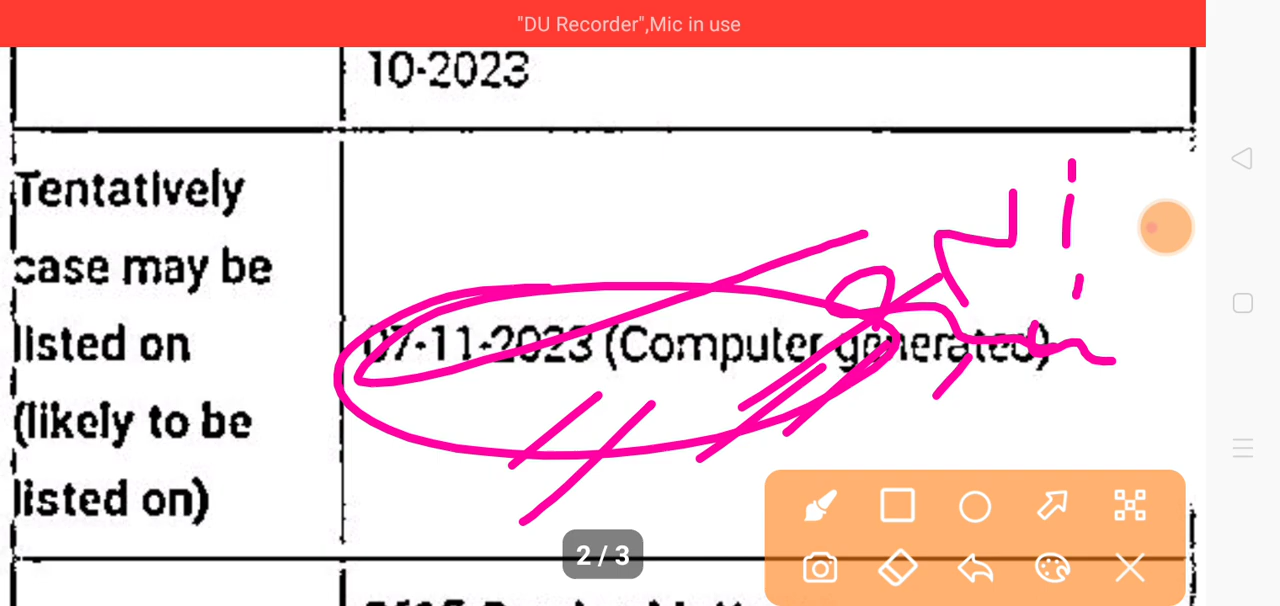 "DU Recorder",Mic in use
10-2023
Tentatively
case may be
listed on
(likely to be
listed on)
07-11-2023 (Computer generated)
2 / 3